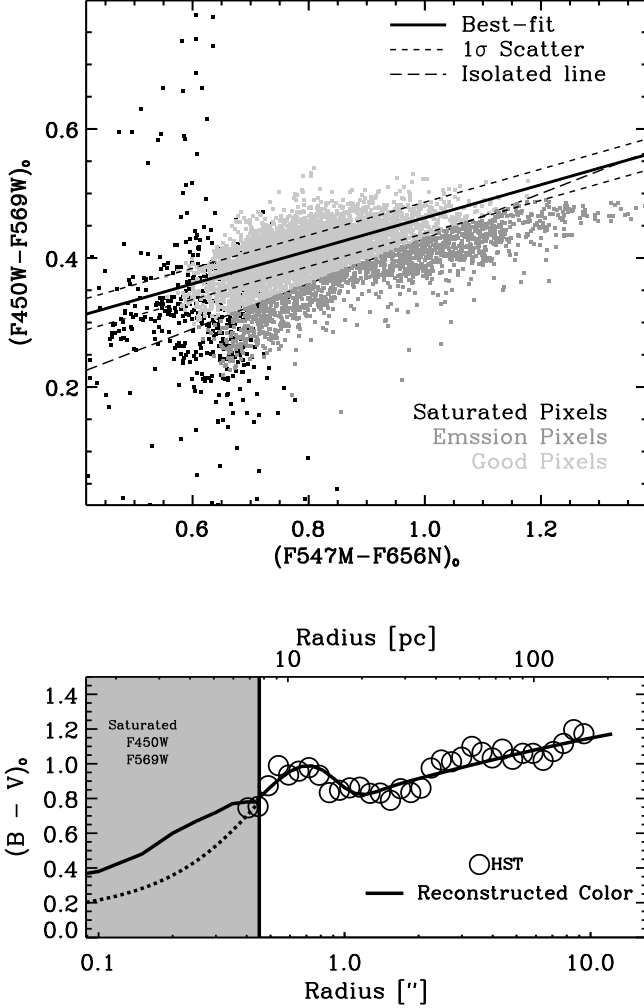 Best-fit
1σ Scatter
Isolated line
0.6
0.4
0.2
(F450W-F569W)₀
Saturated Pixels
Emssion Pixels
Good Pixels
0.6 0.8 1.0 1.2
(F547M-F656N)₀
Radius [pc]
10 100
1.4
1.2
1.0
0.8
0.6
0.4
0.2
0.0
(B - V)₀
Saturated
F450W
F569W
HST
Reconstructed Color
0.1 1.0 10.0
Radius ["]